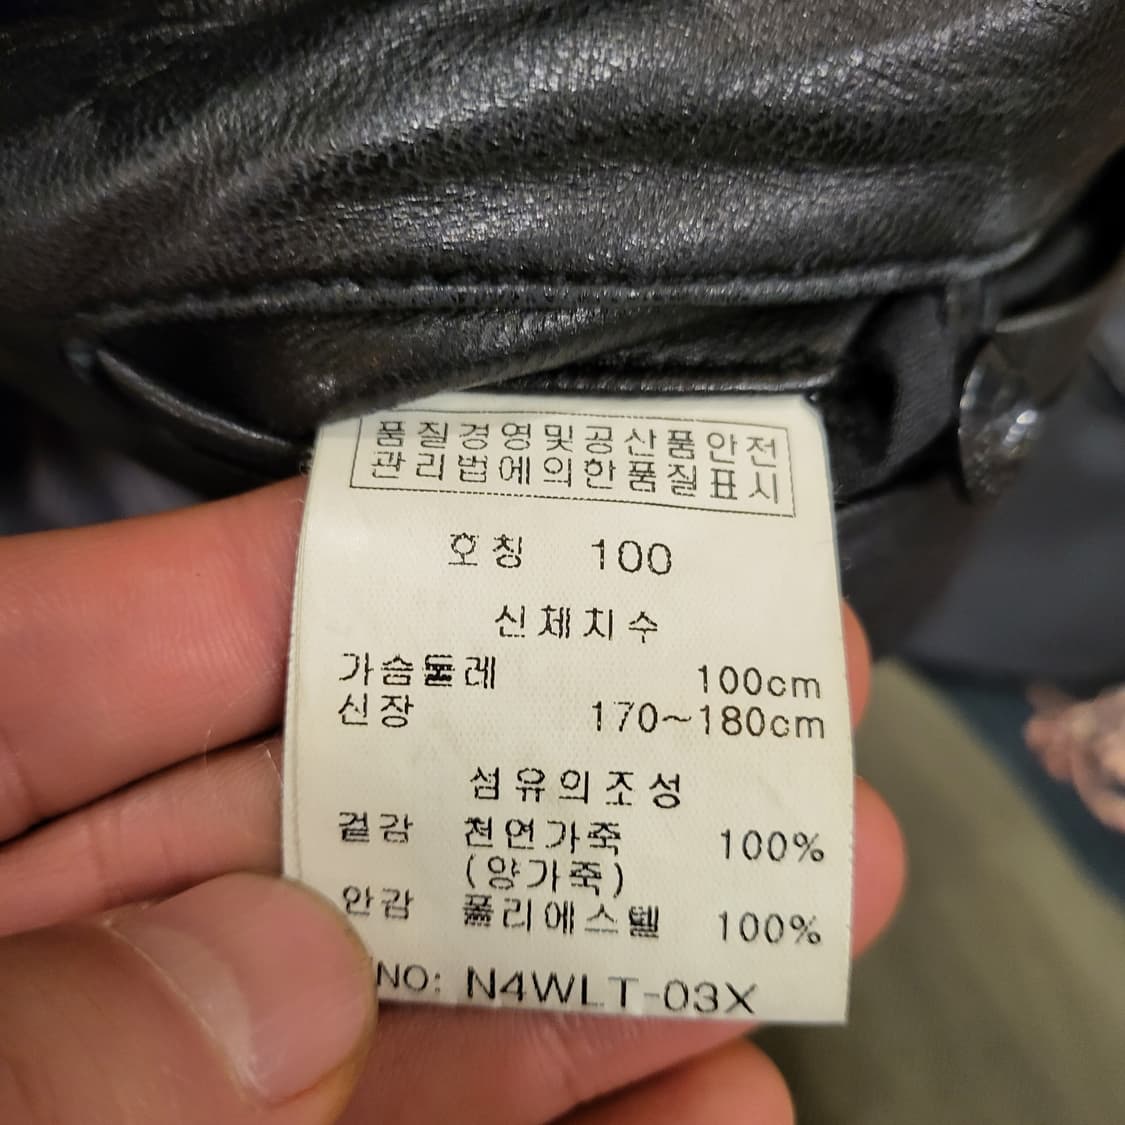 품질경영및공산품안전
관리법에의한품질표시
호칭 100
신체치수
가슴둘레 100cm
신장 170~180cm
섬유의조성
겉감 천연가죽 100%
(양가죽)
안감 폴리에스텔 100%
NO: N4WLT-03X